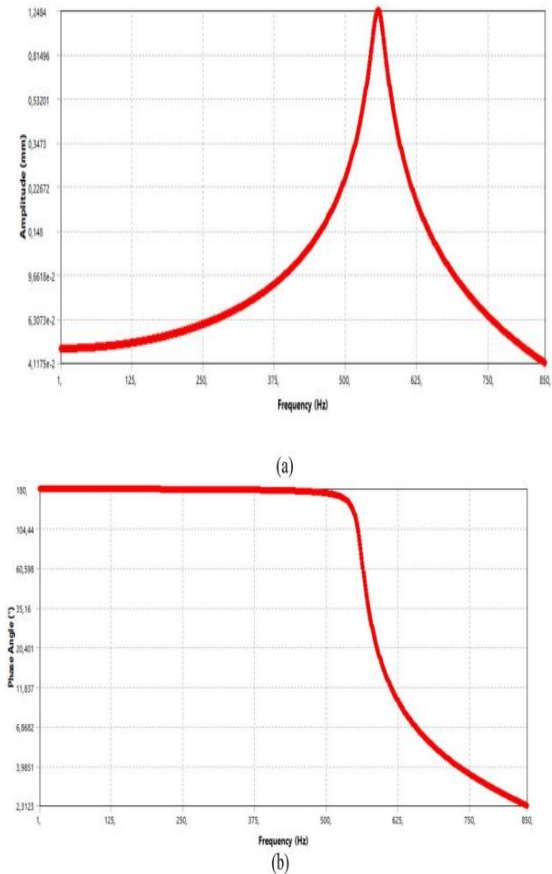 1,2484
0,81496
0,53201
0,3473
0,22672
0,148
9,6618e-2
6,3073e-2
4,1175e-2
Amplitude (mm)
1, 125, 250, 375, 500, 625, 750, 850,
Frequency (Hz)
(a)
180,
104,44
60,598
35,16
20,401
11,837
6,8682
3,9851
2,3123
Phase Angle (°)
1, 125, 250, 375, 500, 625, 750, 850,
Frequency (Hz)
(b)